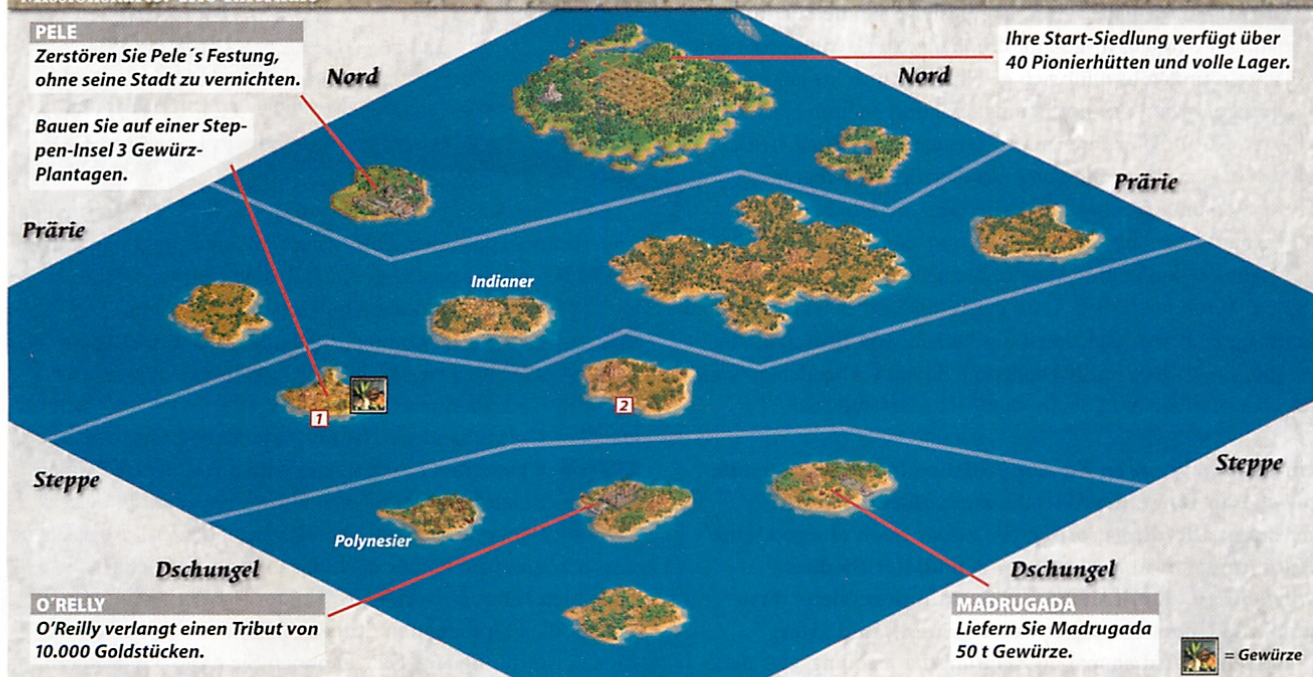 PELE
Zerstören Sie Pele´s Festung,
ohne seine Stadt zu vernichten.
Bauen Sie auf einer Step-
pen-Insel 3 Gewürz-
Plantagen.
Nord
Nord
Ihre Start-Siedlung verfügt über
40 Pionierhütten und volle Lager.
Prärie
Prärie
Indianer
1
2
Steppe
Steppe
Polynesier
Dschungel
Dschungel
O´RELLY
O’Reilly verlangt einen Tribut von
10.000 Goldstücken.
MADRUGADA
Liefern Sie Madrugada
50 t Gewürze.
= Gewürze